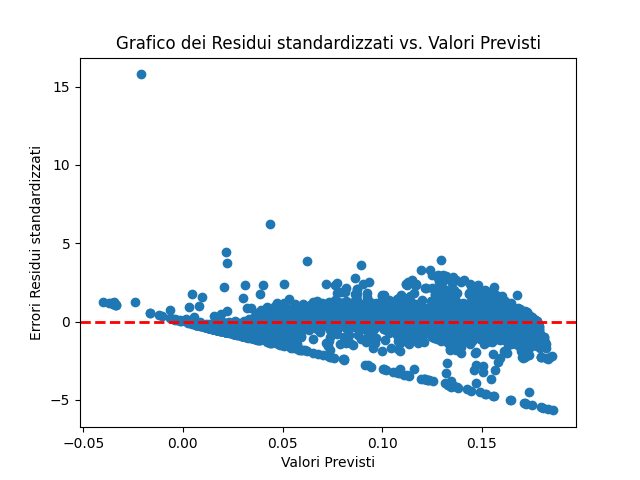 Grafico dei Residui standardizzati vs. Valori Previsti
Errori Residui standardizzati
15
10
5
0
−5
−0.05 0.00 0.05 0.10 0.15
Valori Previsti